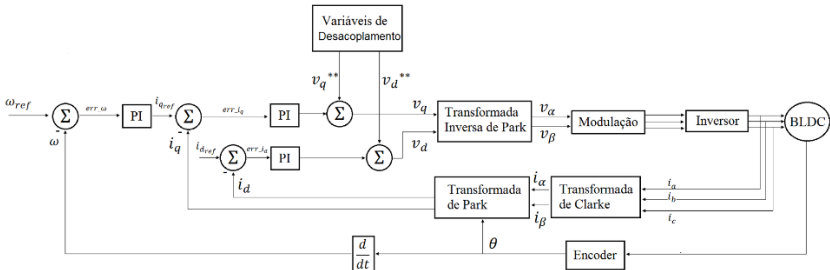 Variáveis de
Desacoplamento
v_q** v_d**
ω_ref Σ err_ω PI i_qref Σ err_i_q PI Σ v_q
- ω
- i_q
i_dref Σ err_i_d PI Σ v_d
- i_d
Transformada
Inversa de Park
v_α
v_β
Modulação
Inversor
BLDC
Transformada
de Park
i_α
i_β
Transformada
de Clarke
i_a
i_b
i_c
θ
d
dt
Encoder